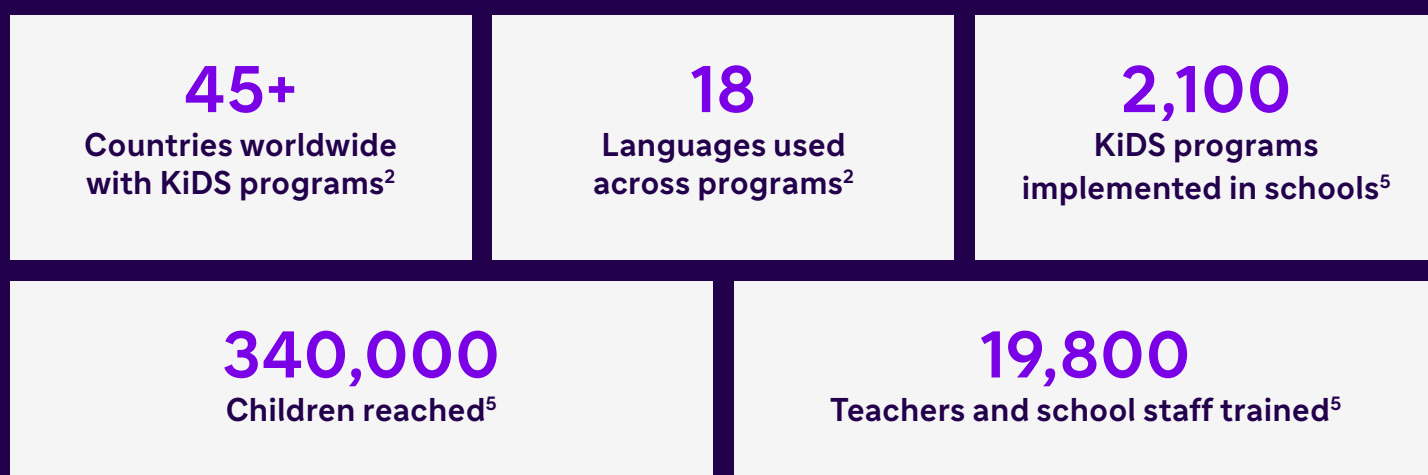 45+
Countries worldwide
with KiDS programs²
18
Languages used
across programs²
2,100
KiDS programs
implemented in schools⁵
340,000
Children reached⁵
19,800
Teachers and school staff trained⁵